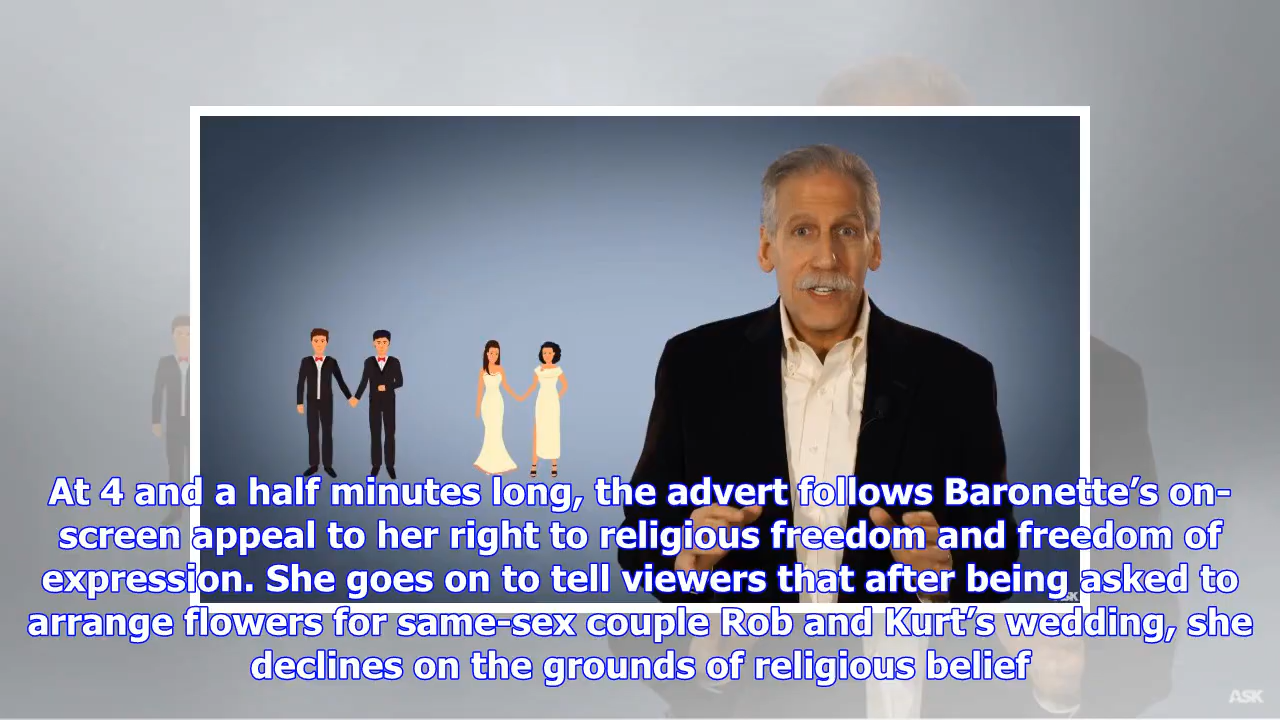 At 4 and a half minutes long, the advert follows Baronette’s on-
screen appeal to her right to religious freedom and freedom of
expression. She goes on to tell viewers that after being asked to
arrange flowers for same-sex couple Rob and Kurt’s wedding, she
declines on the grounds of religious belief
ASK
ASK